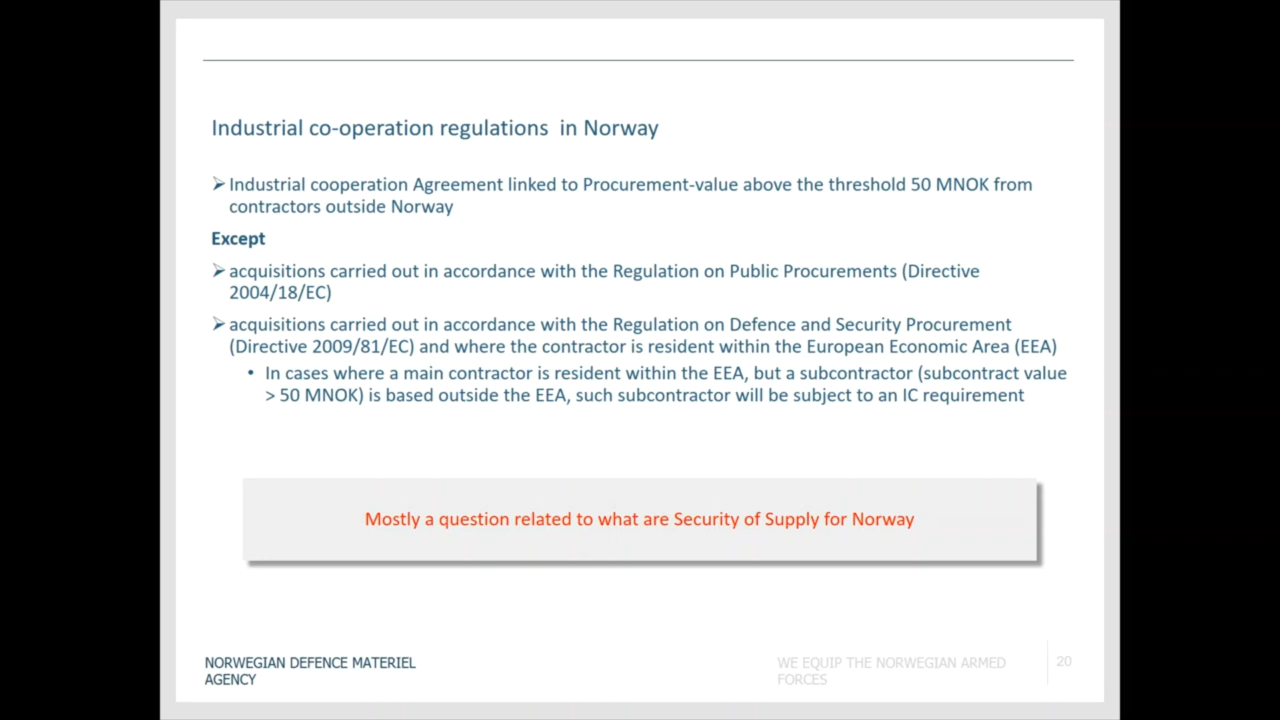 Industrial co-operation regulations  in Norway
➢ Industrial cooperation Agreement linked to Procurement-value above the threshold 50 MNOK from
contractors outside Norway
Except
➢ acquisitions carried out in accordance with the Regulation on Public Procurements (Directive
2004/18/EC)
➢ acquisitions carried out in accordance with the Regulation on Defence and Security Procurement
(Directive 2009/81/EC) and where the contractor is resident within the European Economic Area (EEA)
• In cases where a main contractor is resident within the EEA, but a subcontractor (subcontract value
> 50 MNOK) is based outside the EEA, such subcontractor will be subject to an IC requirement
Mostly a question related to what are Security of Supply for Norway
NORWEGIAN DEFENCE MATERIEL
AGENCY
WE EQUIP THE NORWEGIAN ARMED
FORCES
20